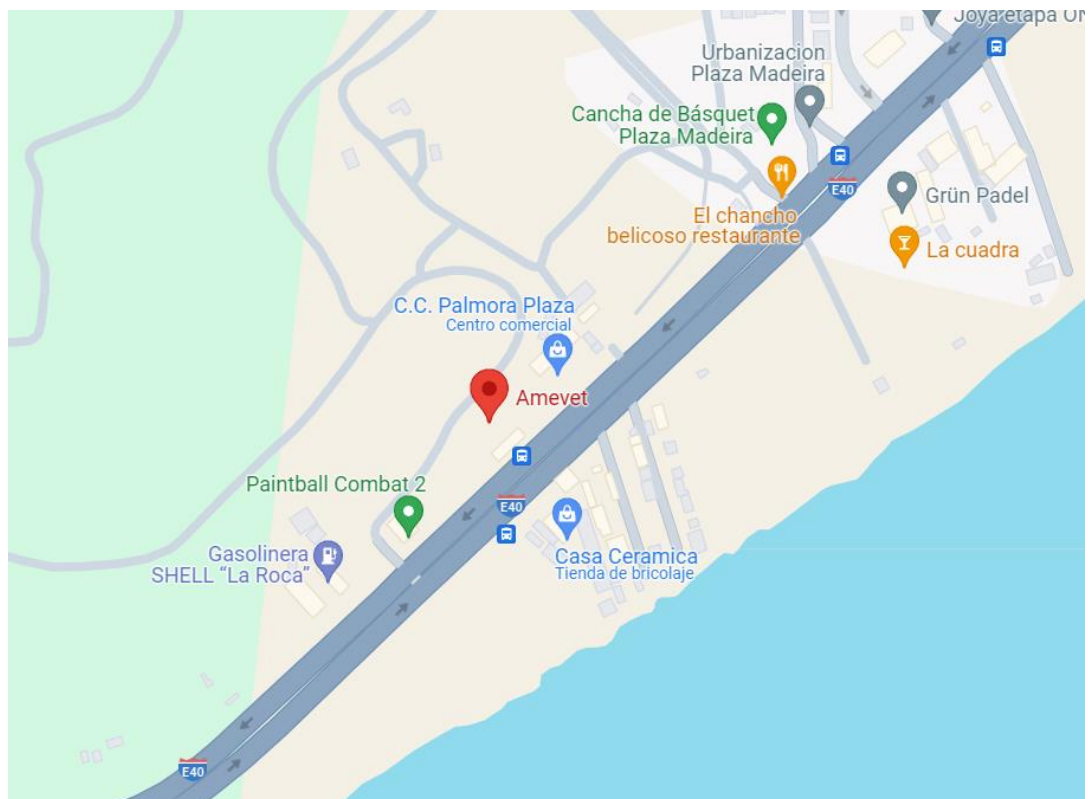 Joya etapa ON
Urbanizacion
Plaza Madeira
Cancha de Básquet
Plaza Madeira
E40
Grün Padel
El chancho
belicoso restaurante
La cuadra
C.C. Palmora Plaza
Centro comercial
Amevet
Paintball Combat 2
E40
Gasolinera
SHELL “La Roca”
Casa Ceramica
Tienda de bricolaje
E40